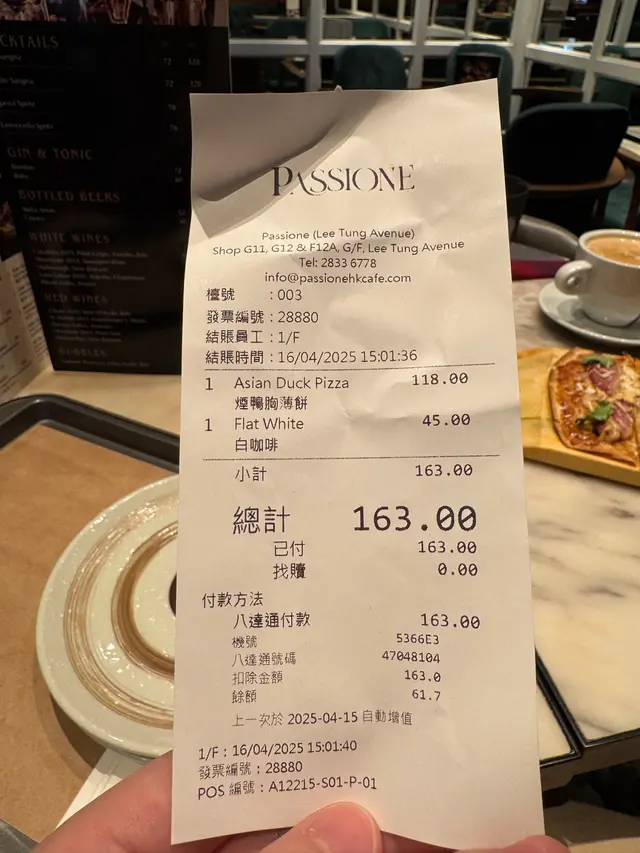 GIN & TONIC
BOTTLED BEERS
WHITE WINES
RED WINES
BUBBLES
PASSIONE
Passione (Lee Tung Avenue)
Shop G11, G12 & F12A, G/F, Lee Tung Avenue
Tel: 2833 6778
info@passionehkcafe.com
檯號 : 003
發票編號 : 28880
結賬員工 : 1/F
結賬時間 : 16/04/2025 15:01:36
1 Asian Duck Pizza 118.00
煙鴨胸薄餅
1 Flat White 45.00
白咖啡
小計 163.00
總計 163.00
已付 163.00
找贖 0.00
付款方法
八達通付款 163.00
機號 5366E3
八達通號碼 47048104
扣除金額 163.0
餘額 61.7
上一次於 2025-04-15 自動增值
1/F : 16/04/2025 15:01:40
發票編號 : 28880
POS 編號 : A12215-S01-P-01